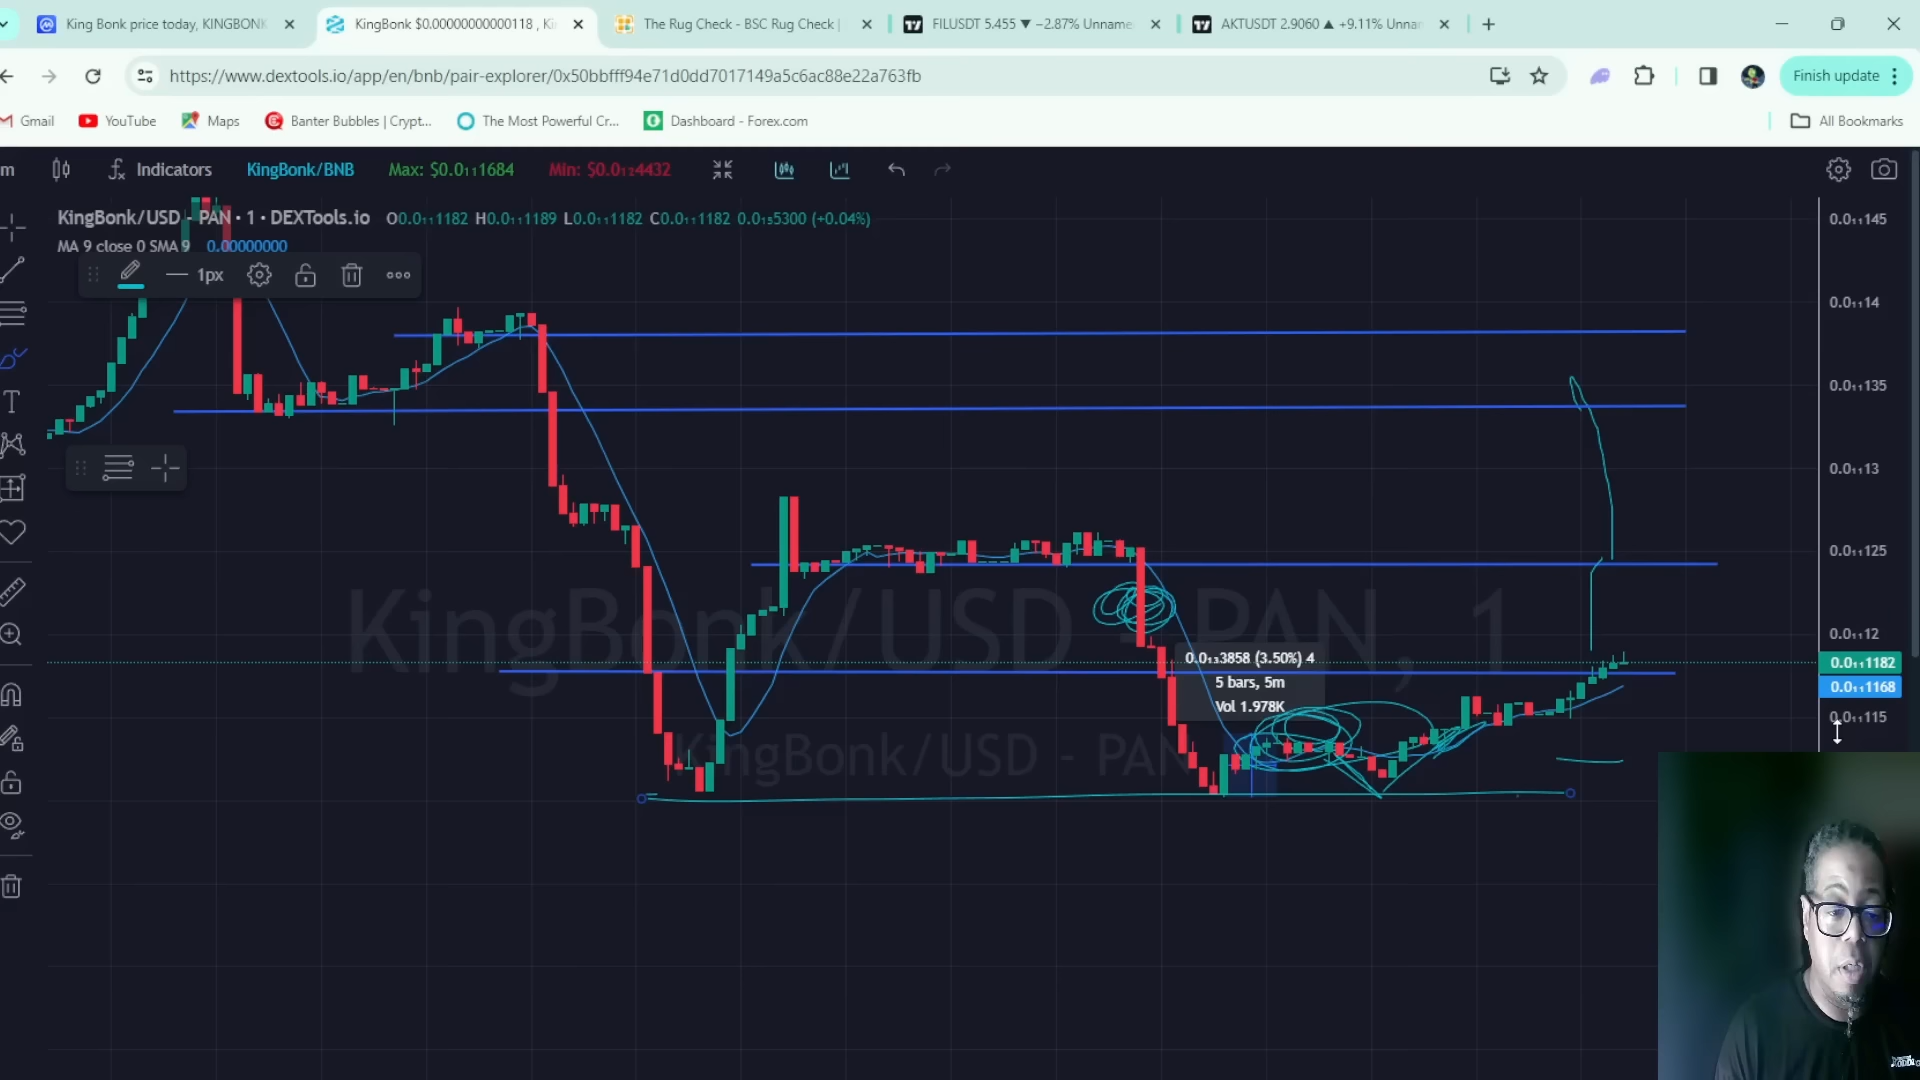 King Bonk price today, KINGBONK
KingBonk $0.00000000000118 , Ki
The Rug Check - BSC Rug Check |
FILUSDT 5.455 ▼ −2.87% Unname
AKTUSDT 2.9060 ▲ +9.11% Unnan
https://www.dextools.io/app/en/bnb/pair-explorer/0x50bbfff94e71d0dd7017149a5c6ac88e22a763fb
Finish update
Gmail
YouTube
Maps
Banter Bubbles | Crypt...
The Most Powerful Cr...
Dashboard - Forex.com
All Bookmarks
m
Indicators
KingBonk/BNB
Max: $0.0₁₁1684
Min: $0.0₁₂4432
KingBonk/USD - PAN • 1 • DEXTools.io O0.0₁₁1182 H0.0₁₁1189 L0.0₁₁1182 C0.0₁₁1182 0.0₁₅5300 (+0.04%)
MA 9 close 0 SMA 9 0.00000000
1px
0.0₁₁145
0.0₁₁14
0.0₁₁135
0.0₁₁13
0.0₁₁125
0.0₁₁12
0.0₁₁1182
0.0₁₁1168
0.0₁₁115
KingBonk/USD - PAN, 1
KingBonk/USD - PAN
0.0₁₃3858 (3.50%) 4
5 bars, 5m
Vol 1.978K